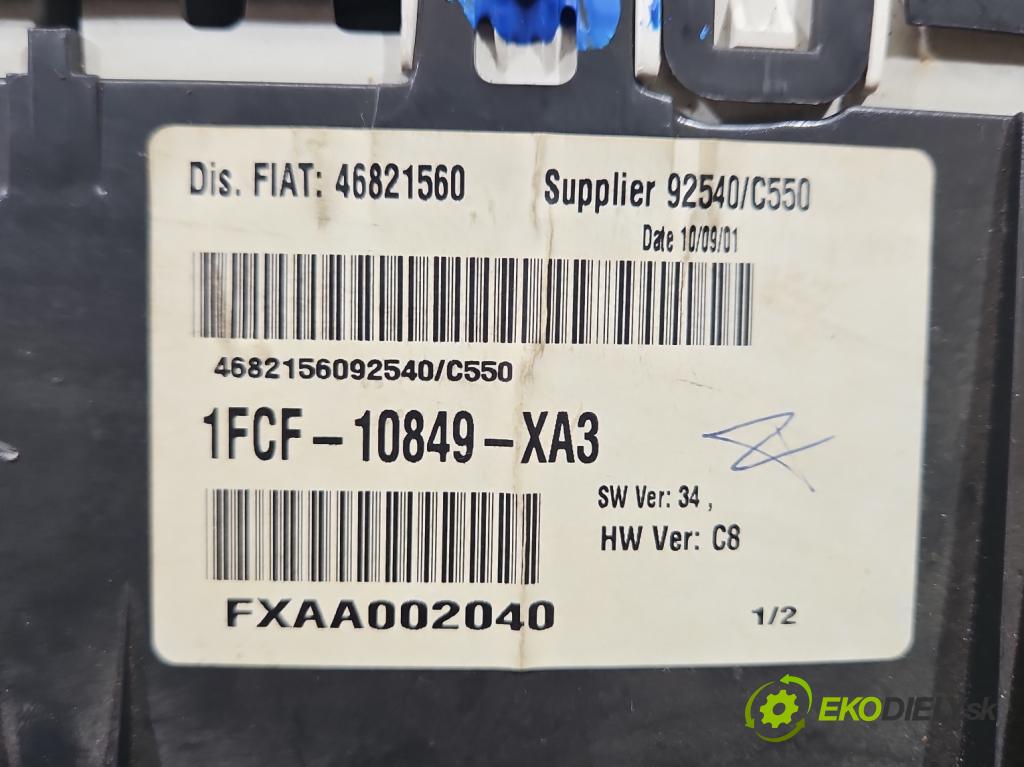 Dis. FIAT: 46821560 Supplier 92540/C550
Date 10/09/01
4682156092540/C550
1FCF-10849-XA3
SW Ver: 34 ,
HW Ver: C8
FXAA002040 1/2
EKODIELY.sk